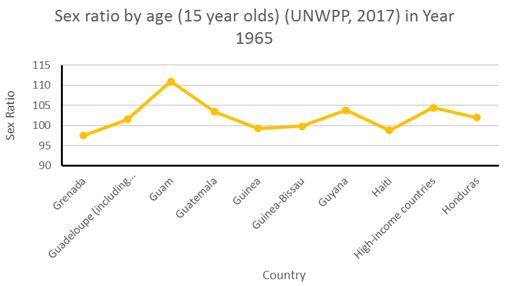 Sex ratio by age (15 year olds) (UNWPP, 2017) in Year
1965
115
110
105
100
95
90
Sex Ratio
Grenada
Guadeloupe (including...
Guam
Guatemala
Guinea
Guinea-Bissau
Guyana
Haiti
High-income countries
Honduras
Country